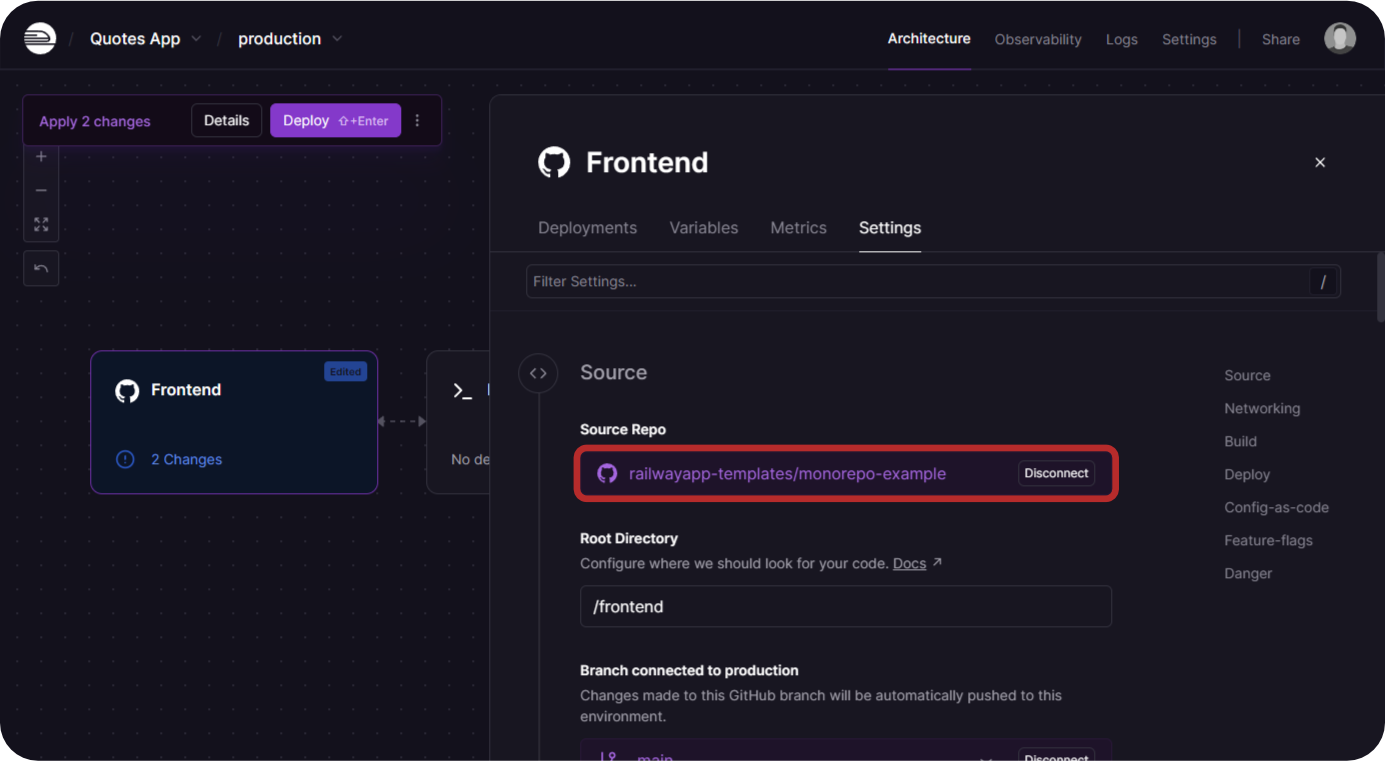 / Quotes App / production
Architecture Observability Logs Settings | Share
Apply 2 changes Details Deploy ⇧+Enter
Frontend
Deployments Variables Metrics Settings
Filter Settings... /
Edited
Frontend
2 Changes
No de
Source
Source Repo
railwayapp-templates/monorepo-example Disconnect
Root Directory
Configure where we should look for your code. Docs ↗
/frontend
Branch connected to production
Changes made to this GitHub branch will be automatically pushed to this
environment.
main Disconnect
Source
Networking
Build
Deploy
Config-as-code
Feature-flags
Danger